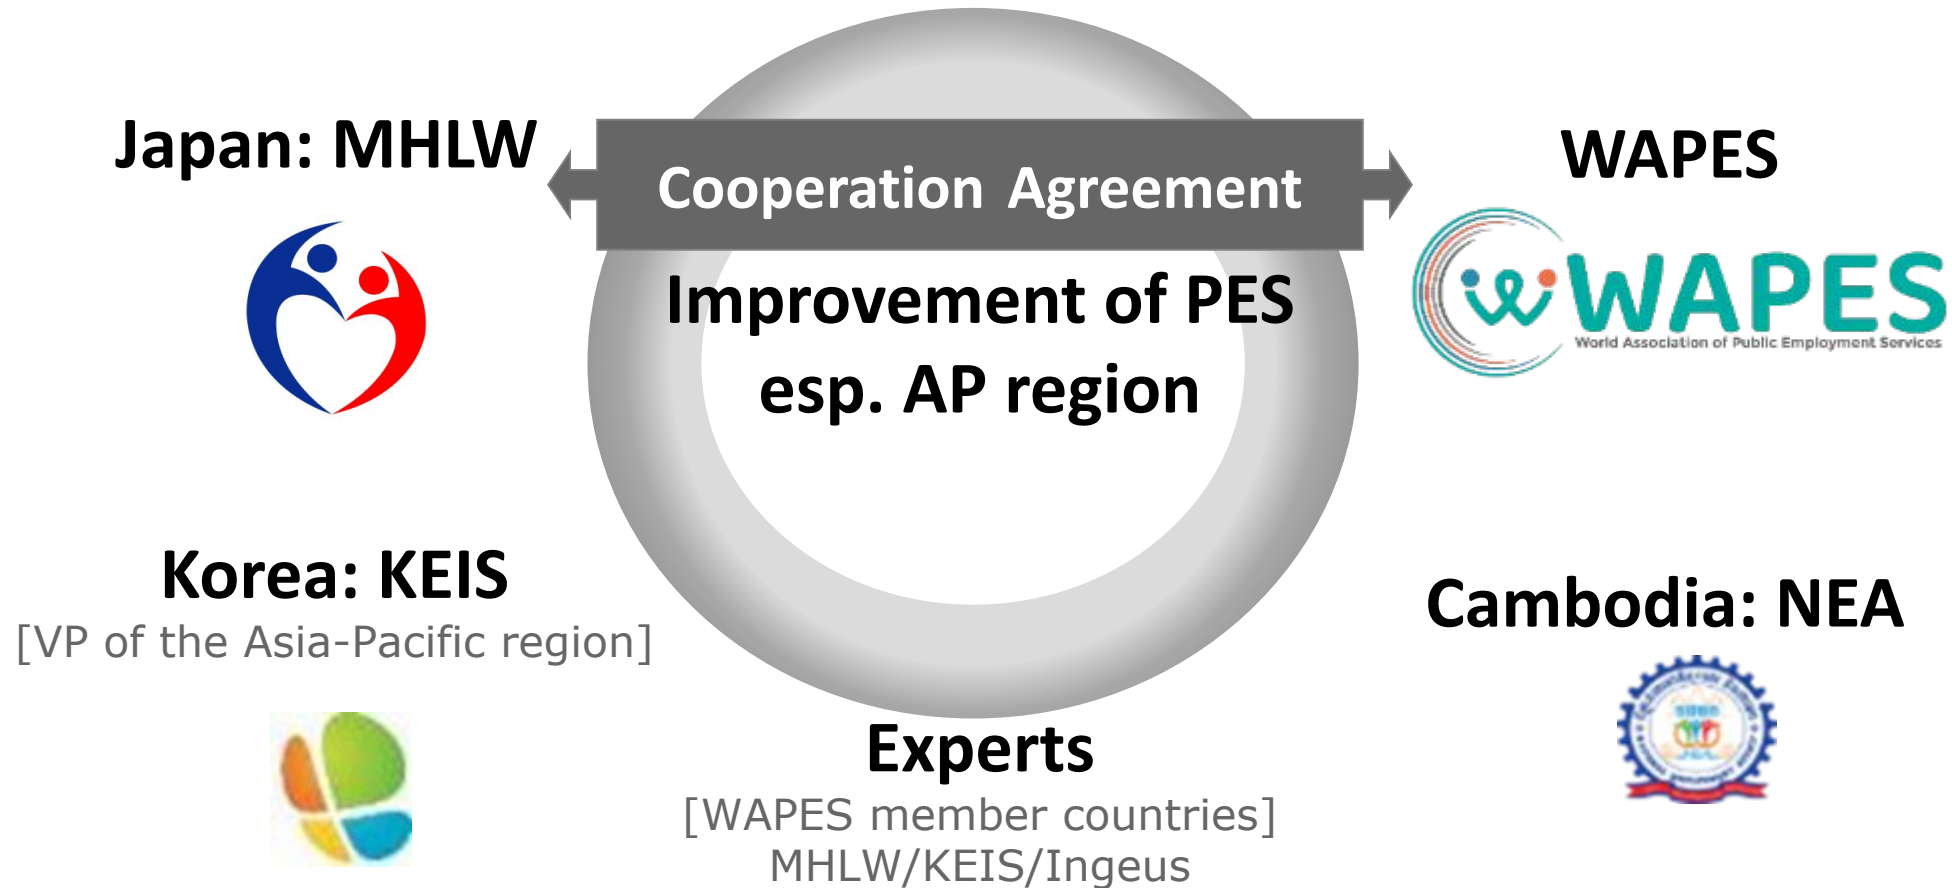 Japan: MHLW
Cooperation Agreement
WAPES
WAPES
World Association of Public Employment Services
Improvement of PES
esp. AP region
Korea: KEIS
[VP of the Asia-Pacific region]
Cambodia: NEA
Experts
[WAPES member countries]
MHLW/KEIS/Ingeus